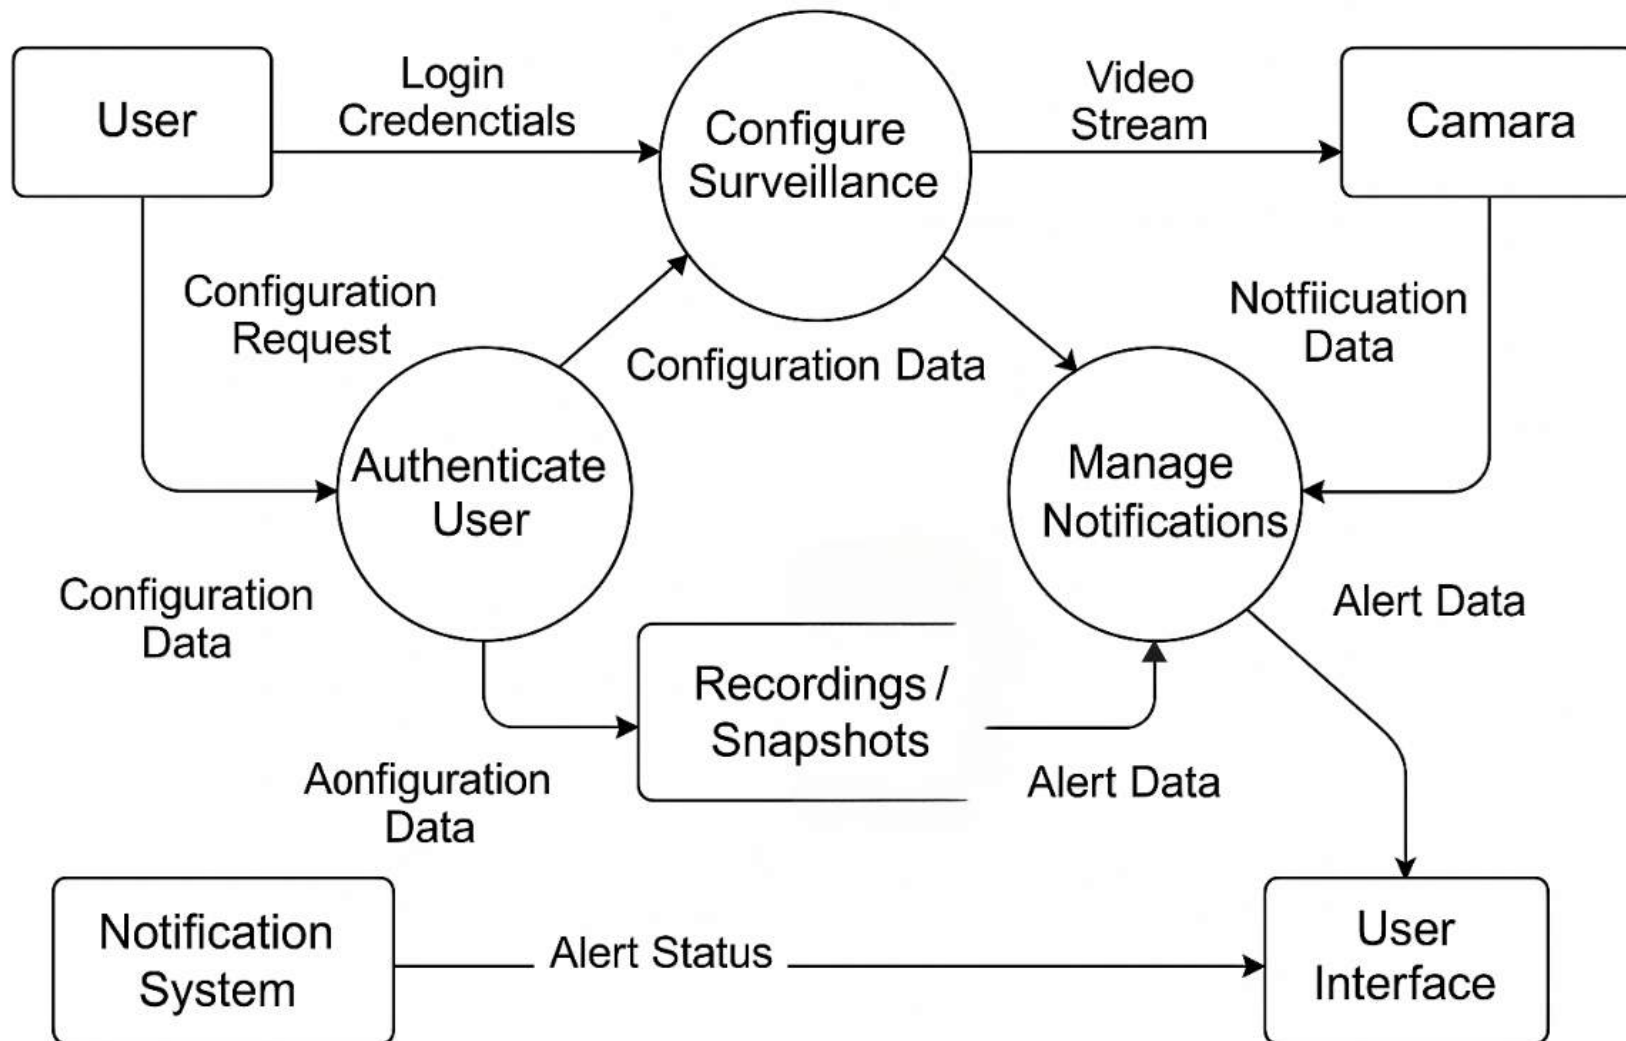 User
Login
Credenctials
Configure
Surveillance
Video
Stream
Camara
Configuration
Request
Configuration Data
Notfiicuation
Data
Authenticate
User
Manage
Notifications
Configuration
Data
Alert Data
Recordings /
Snapshots
Aonfiguration
Data
Alert Data
Notification
System
Alert Status
User
Interface